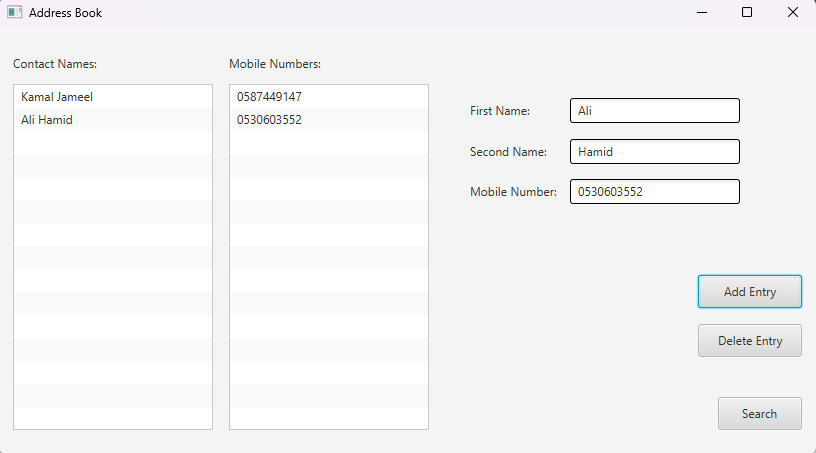 Address Book
Contact Names:
Mobile Numbers:
Kamal Jameel
0587449147
Ali Hamid
0530603552
First Name:
Ali
Second Name:
Hamid
Mobile Number:
0530603552
Add Entry
Delete Entry
Search